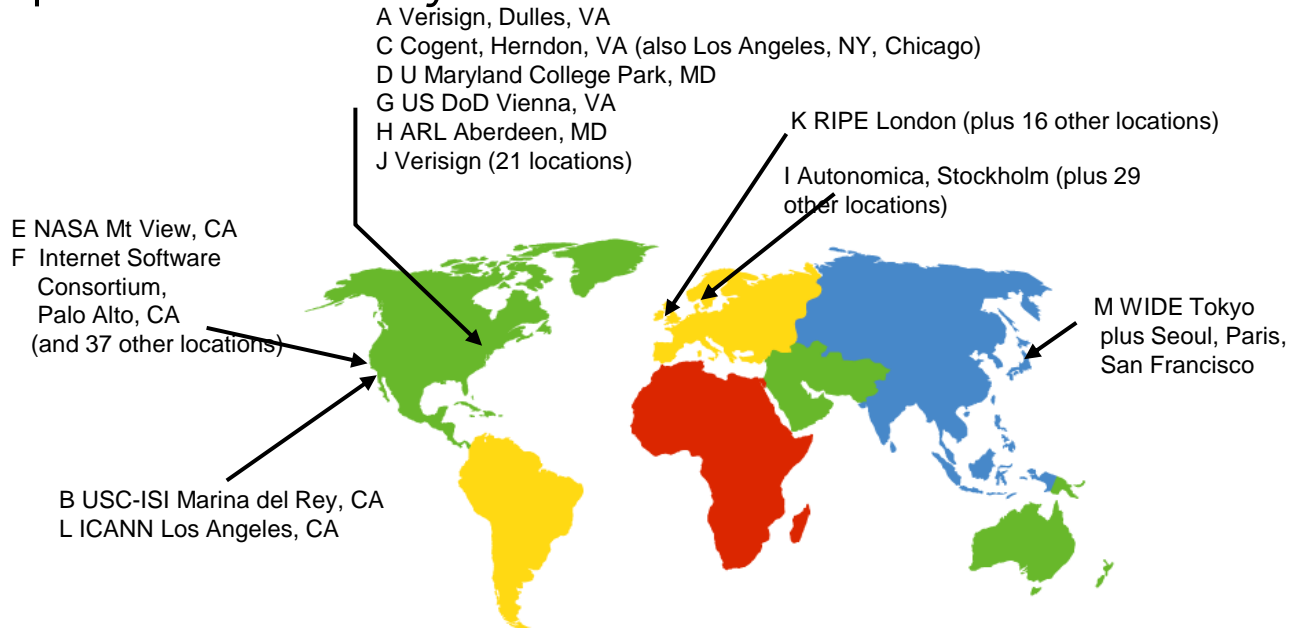 A Verisign, Dulles, VA
C Cogent, Herndon, VA (also Los Angeles, NY, Chicago)
D U Maryland College Park, MD
G US DoD Vienna, VA
H ARL Aberdeen, MD
J Verisign (21 locations)
K RIPE London (plus 16 other locations)
I Autonomica, Stockholm (plus 29
other locations)
E NASA Mt View, CA
F Internet Software
Consortium,
Palo Alto, CA
(and 37 other locations)
M WIDE Tokyo
plus Seoul, Paris,
San Francisco
B USC-ISI Marina del Rey, CA
L ICANN Los Angeles, CA